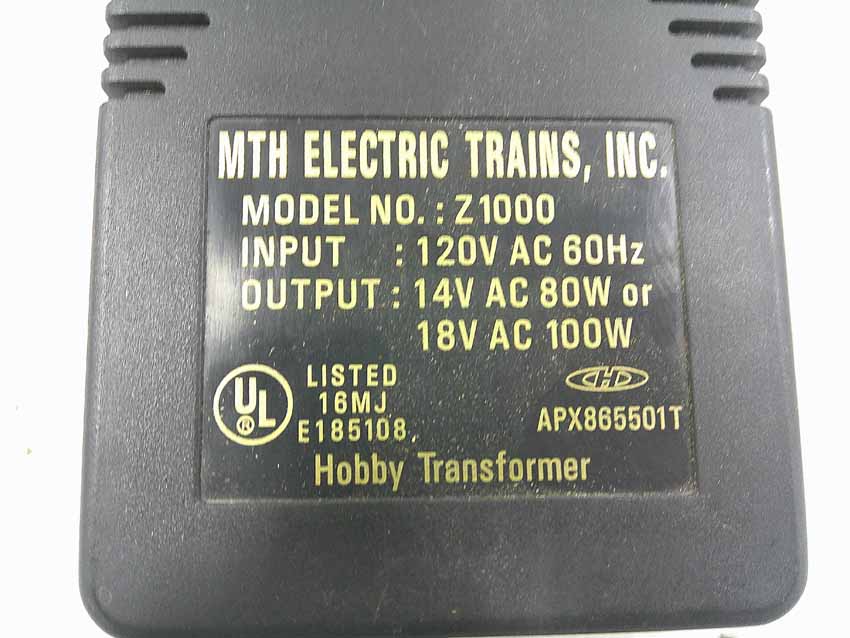 MTH ELECTRIC TRAINS, INC.
MODEL NO. : Z1000
INPUT : 120V AC 60Hz
OUTPUT : 14V AC 80W or
18V AC 100W
UL ®
LISTED
16MJ
E185108.
H
APX865501T
Hobby Transformer